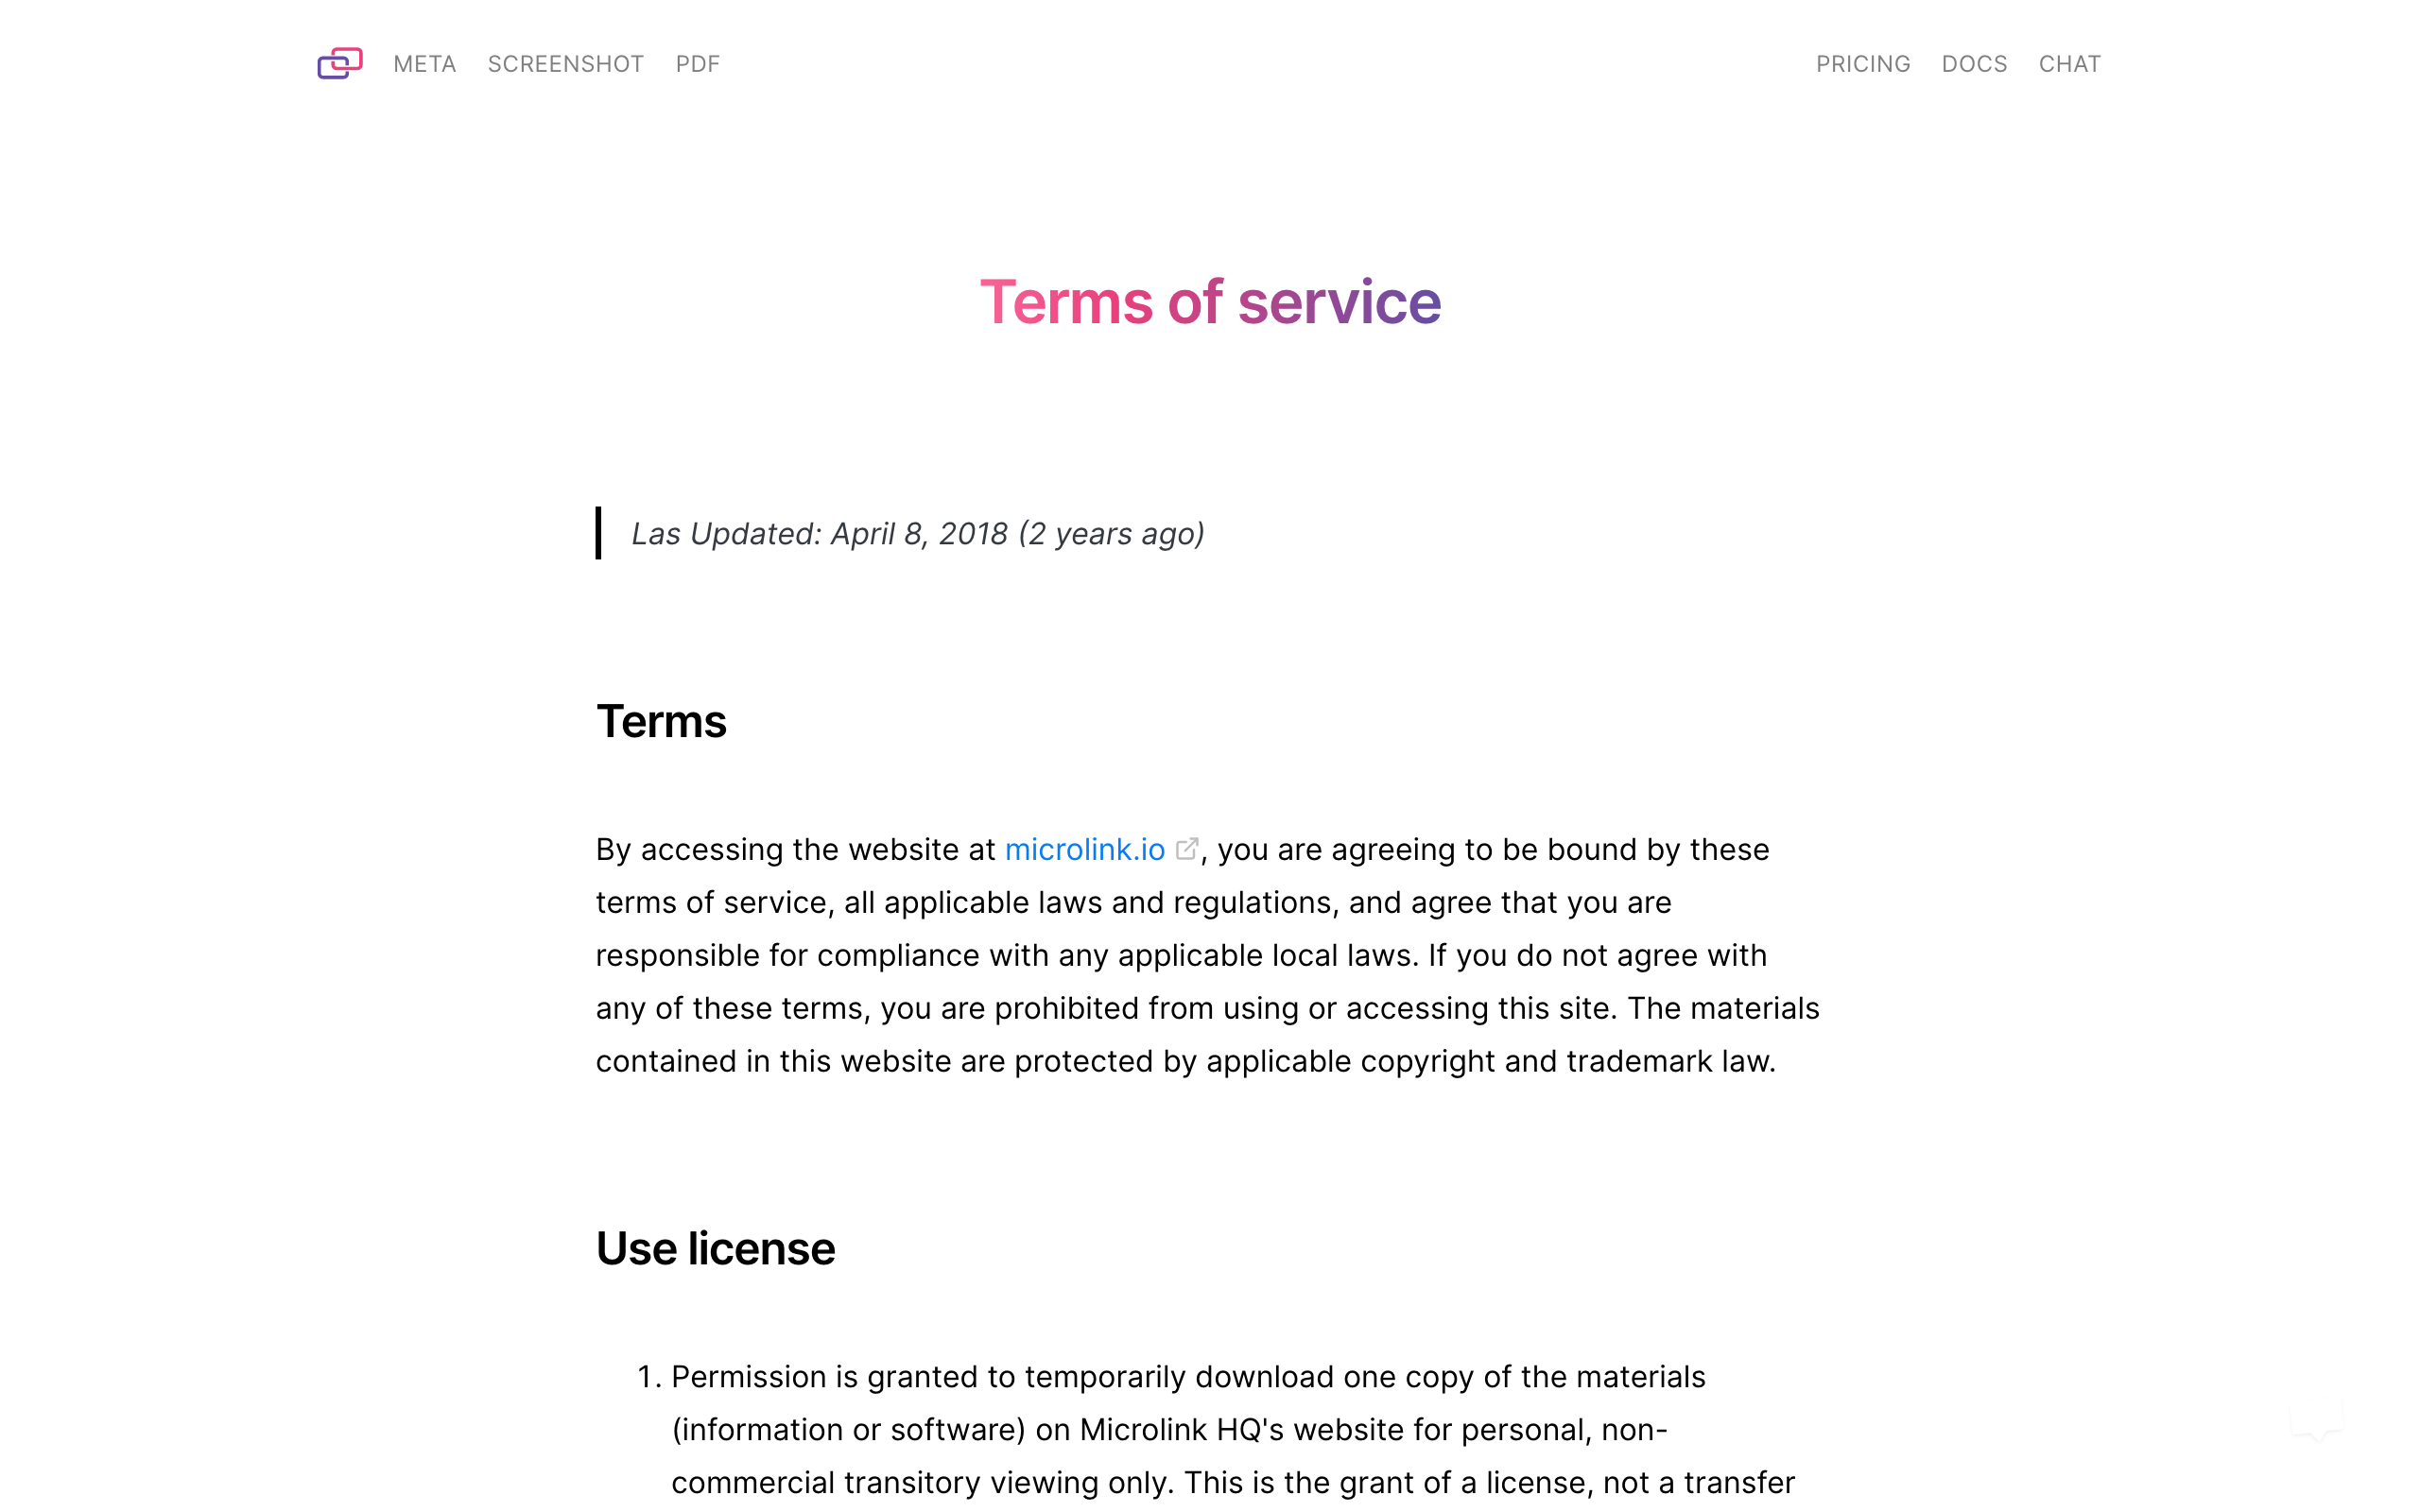 META SCREENSHOT PDF PRICING DOCS CHAT
Terms of service
Las Updated: April 8, 2018 (2 years ago)
Terms
By accessing the website at microlink.io, you are agreeing to be bound by these
terms of service, all applicable laws and regulations, and agree that you are
responsible for compliance with any applicable local laws. If you do not agree with
any of these terms, you are prohibited from using or accessing this site. The materials
contained in this website are protected by applicable copyright and trademark law.
Use license
1. Permission is granted to temporarily download one copy of the materials
(information or software) on Microlink HQ's website for personal, non-
commercial transitory viewing only. This is the grant of a license, not a transfer